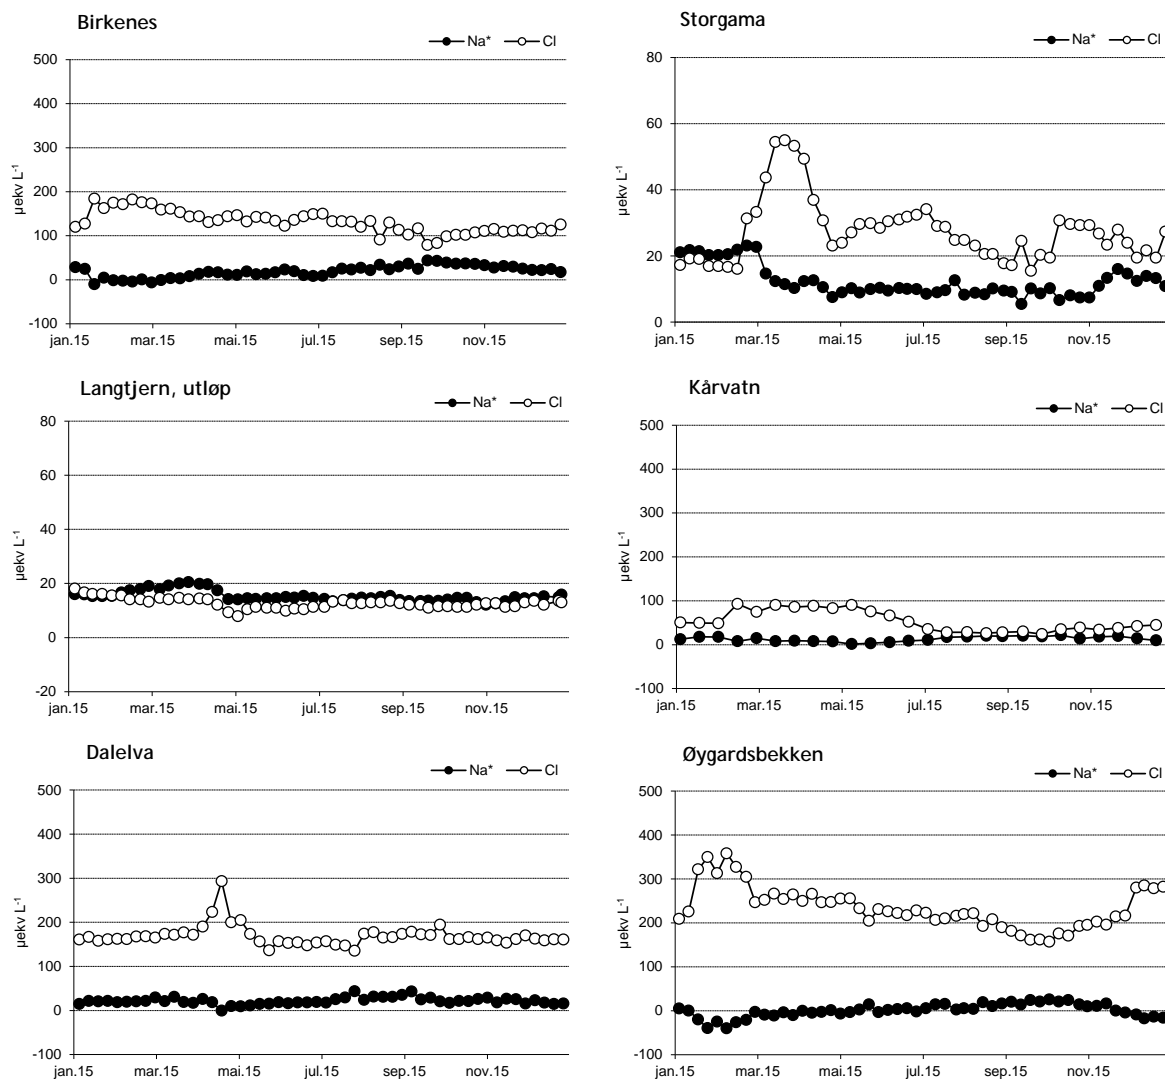 Birkenes
Na* Cl
500
400
300
200
100
0
-100
µekv L-1
jan.15 mar.15 mai.15 jul.15 sep.15 nov.15
Storgama
Na* Cl
80
60
40
20
0
µekv L-1
jan.15 mar.15 mai.15 jul.15 sep.15 nov.15
Langtjern, utløp
Na* Cl
80
60
40
20
0
-20
µekv L-1
jan.15 mar.15 mai.15 jul.15 sep.15 nov.15
Kårvatn
Na* Cl
500
400
300
200
100
0
-100
µekv L-1
jan.15 mar.15 mai.15 jul.15 sep.15 nov.15
Dalelva
Na* Cl
500
400
300
200
100
0
-100
µekv L-1
jan.15 mar.15 mai.15 jul.15 sep.15 nov.15
Øygardsbekken
Na* Cl
500
400
300
200
100
0
-100
µekv L-1
jan.15 mar.15 mai.15 jul.15 sep.15 nov.15